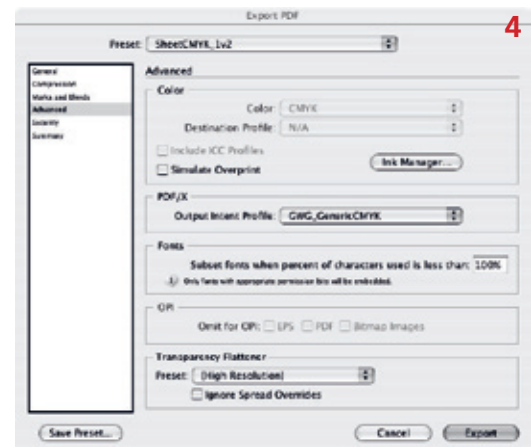 Export PDF
4
Preset: SheetCMYK_1v2
General
Compression
Marks and Bleeds
Advanced
Security
Summary
Advanced
Color
Color: CMYK
Destination Profile: N/A
Include ICC Profiles
Simulate Overprint
Ink Manager...
PDF/X
Output Intent Profile: GWG_GenericCMYK
Fonts
Subset fonts when percent of characters used is less than: 100%
Only fonts with appropriate permission bits will be embedded.
OPI
Omit for OPI: EPS PDF Bitmap Images
Transparency Flattener
Preset: [High Resolution]
Ignore Spread Overrides
Save Preset... Cancel Export